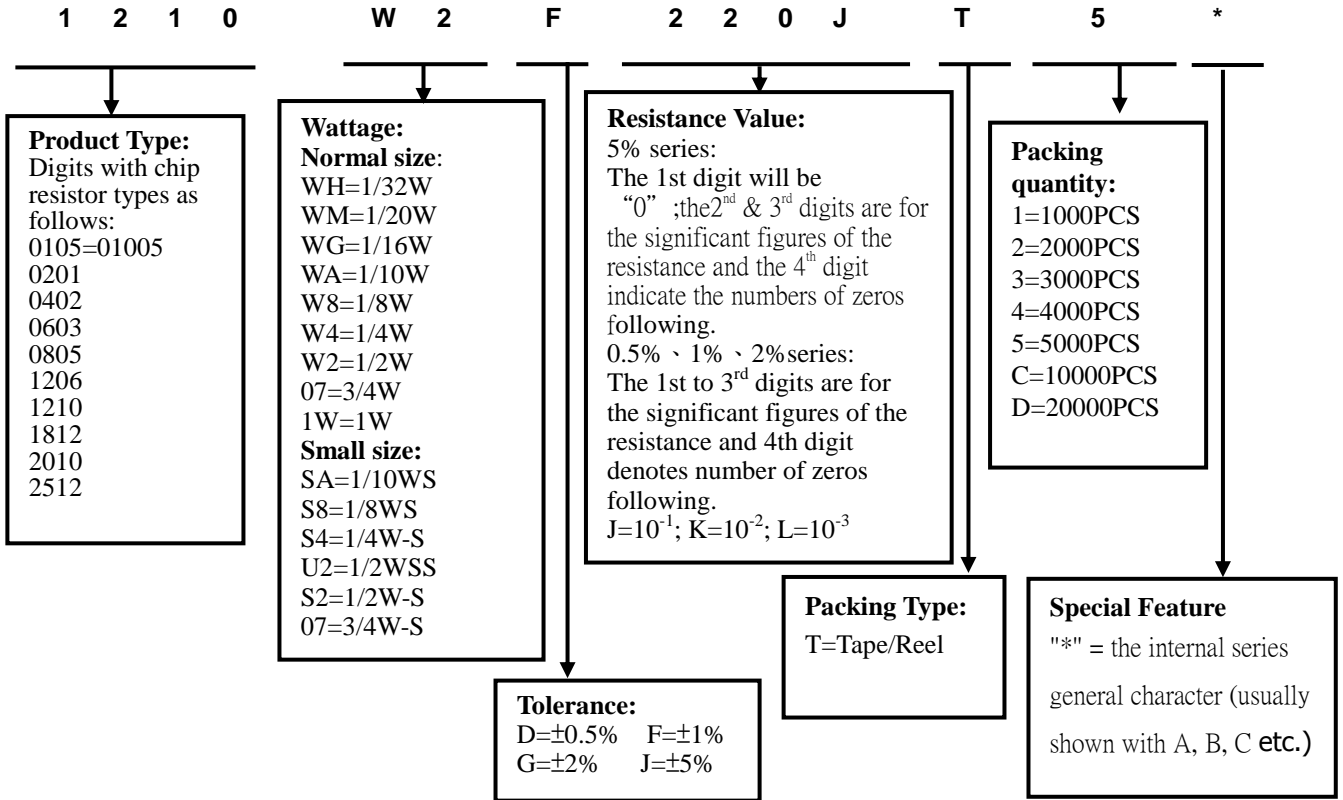 1 2 1 0 W 2 F 2 2 0 J T 5 *
Product Type:
Digits with chip
resistor types as
follows:
0105=01005
0201
0402
0603
0805
1206
1210
1812
2010
2512
Wattage:
Normal size:
WH=1/32W
WM=1/20W
WG=1/16W
WA=1/10W
W8=1/8W
W4=1/4W
W2=1/2W
07=3/4W
1W=1W
Small size:
SA=1/10WS
S8=1/8WS
S4=1/4W-S
U2=1/2WSS
S2=1/2W-S
07=3/4W-S
Tolerance:
D=±0.5% F=±1%
G=±2% J=±5%
Resistance Value:
5% series:
The 1st digit will be
“0” ;the2nd & 3rd digits are for
the significant figures of the
resistance and the 4th digit
indicate the numbers of zeros
following.
0.5%、1%、2%series:
The 1st to 3rd digits are for
the significant figures of the
resistance and 4th digit
denotes number of zeros
following.
J=10-1; K=10-2; L=10-3
Packing Type:
T=Tape/Reel
Packing
quantity:
1=1000PCS
2=2000PCS
3=3000PCS
4=4000PCS
5=5000PCS
C=10000PCS
D=20000PCS
Special Feature
"*" = the internal series
general character (usually
shown with A, B, C etc.)